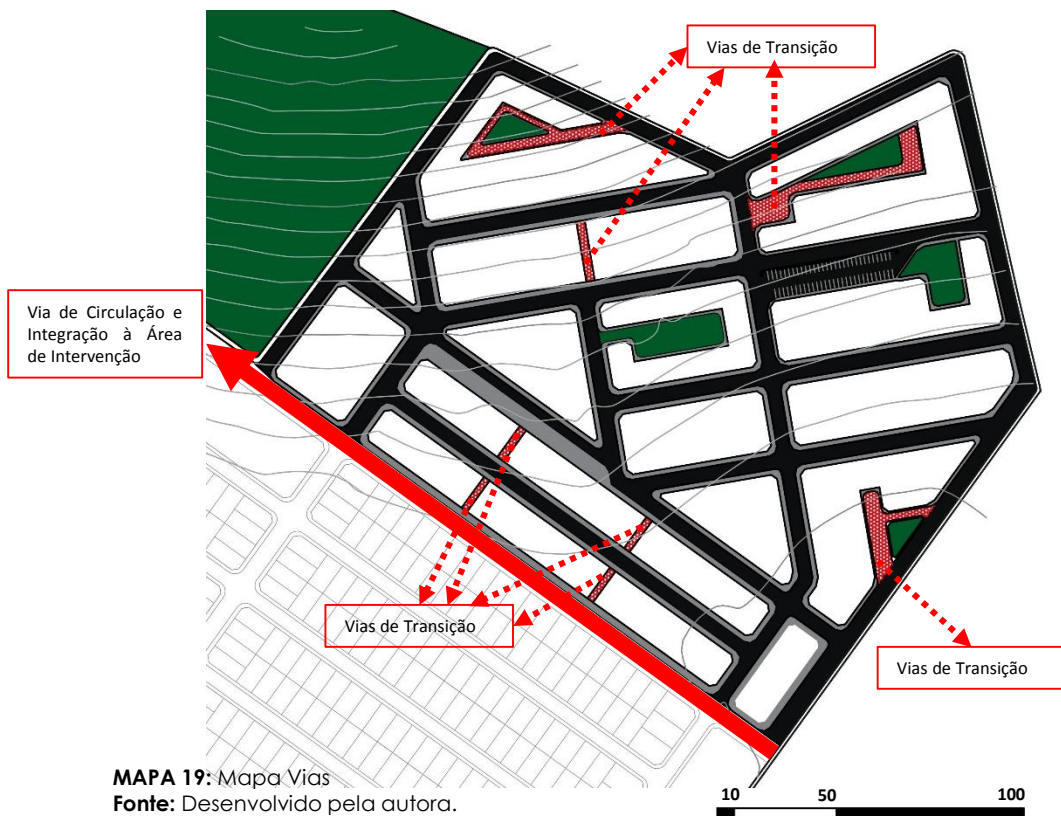 Vias de Transição
Via de Circulação e
Integração à Área
de Intervenção
Vias de Transição
Vias de Transição
MAPA 19: Mapa Vias
Fonte: Desenvolvido pela autora.
10 50 100